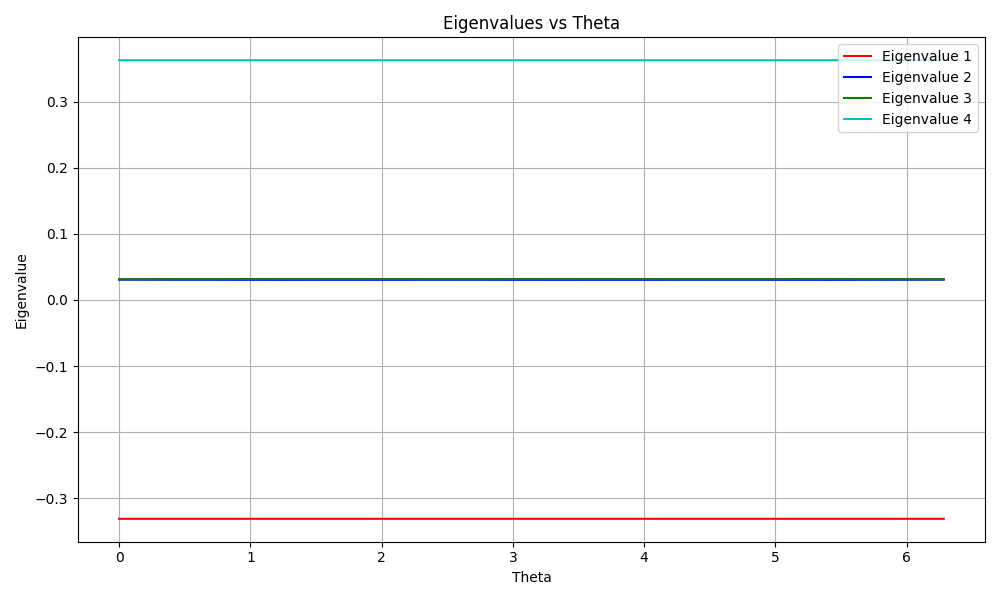 Eigenvalues vs Theta
Eigenvalue 1
Eigenvalue 2
Eigenvalue 3
Eigenvalue 4
Eigenvalue
0.3
0.2
0.1
0.0
−0.1
−0.2
−0.3
0 1 2 3 4 5 6
Theta